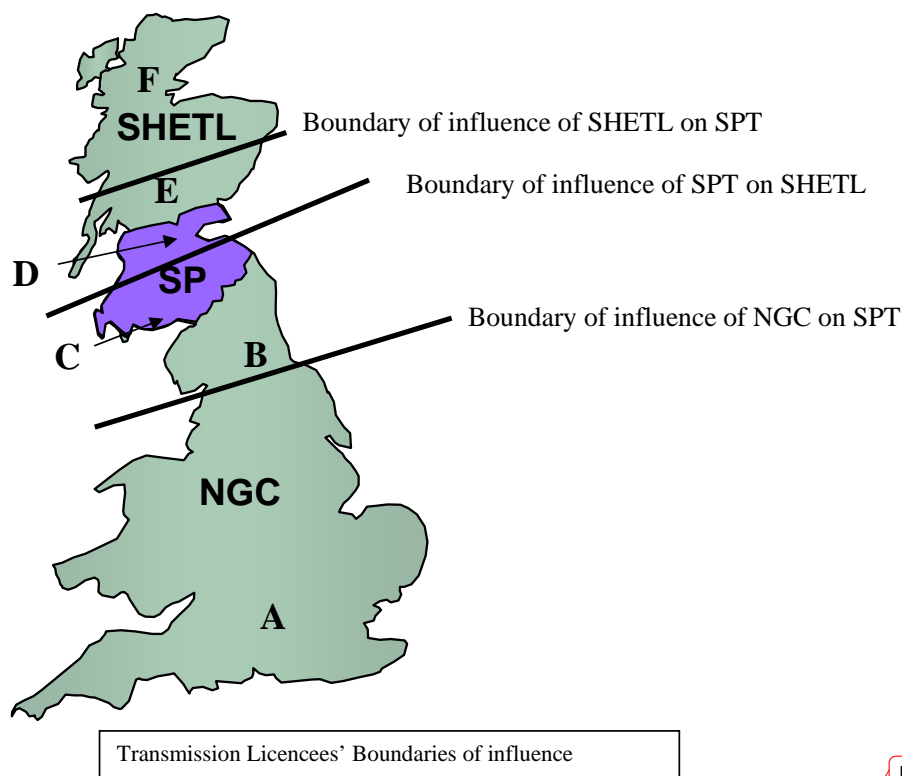 F
SHETL
Boundary of influence of SHETL on SPT
E
Boundary of influence of SPT on SHETL
D
SP
Boundary of influence of NGC on SPT
C
B
NGC
A
Transmission Licencees' Boundaries of influence